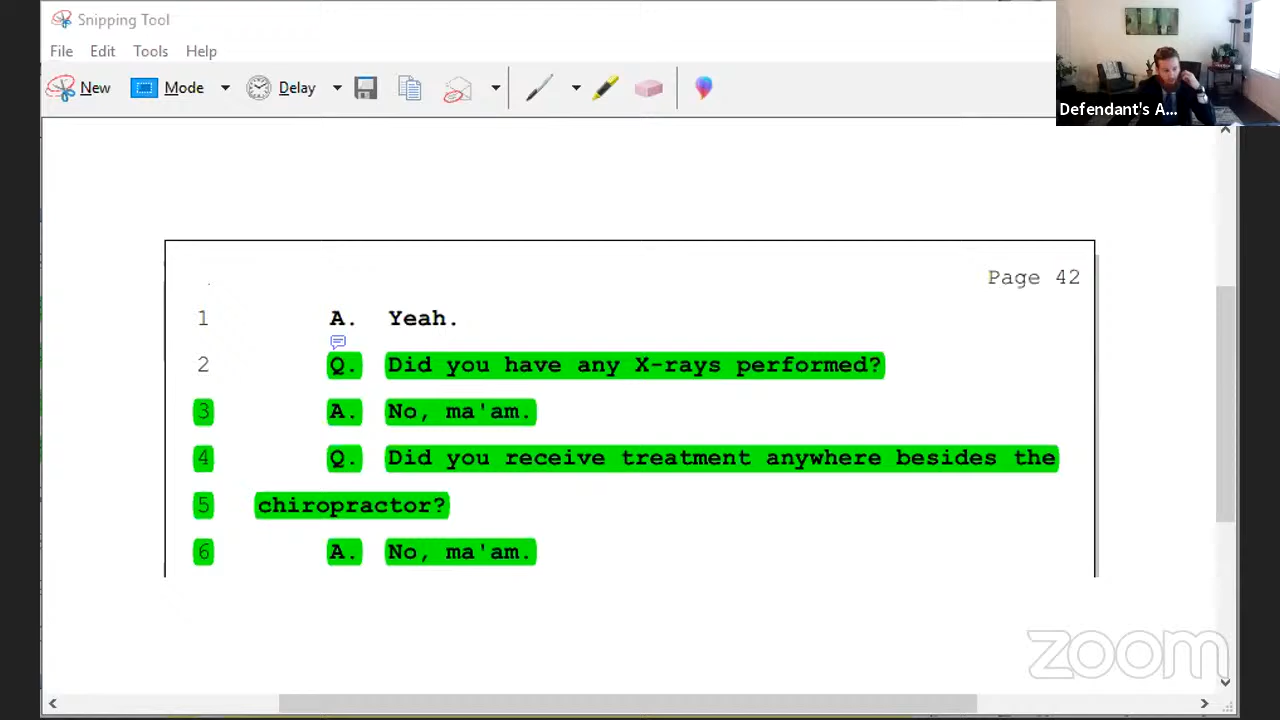 Snipping Tool
File Edit Tools Help
New Mode Delay
Defendant's A...
Page 42
1 A. Yeah.
2 Q. Did you have any X-rays performed?
3 A. No, ma'am.
4 Q. Did you receive treatment anywhere besides the
5 chiropractor?
6 A. No, ma'am.
zoom